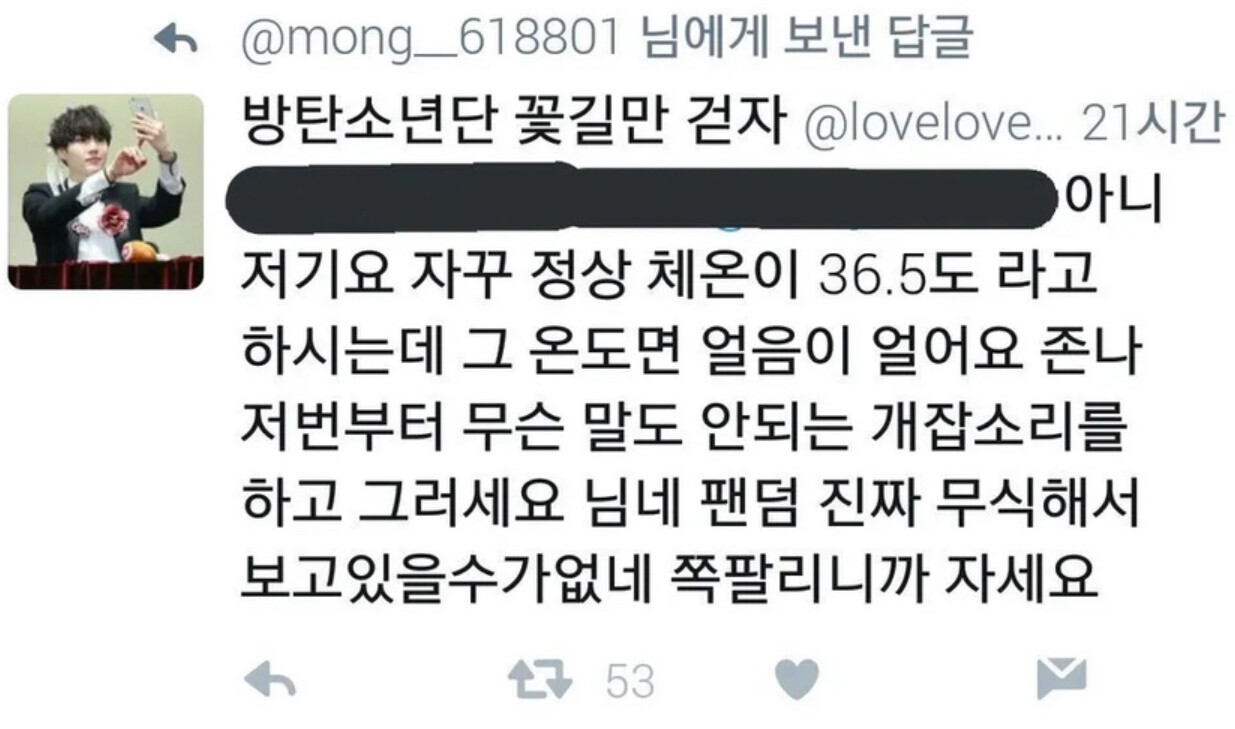 @mong__618801 님에게 보낸 답글
방탄소년단 꽃길만 걷자 @lovelove... 21시간
아니
저기요 자꾸 정상 체온이 36.5도 라고
하시는데 그 온도면 얼음이 얼어요 존나
저번부터 무슨 말도 안되는 개잡소리를
하고 그러세요 님네 팬덤 진짜 무식해서
보고있을수가없네 쪽팔리니까 자세요
53